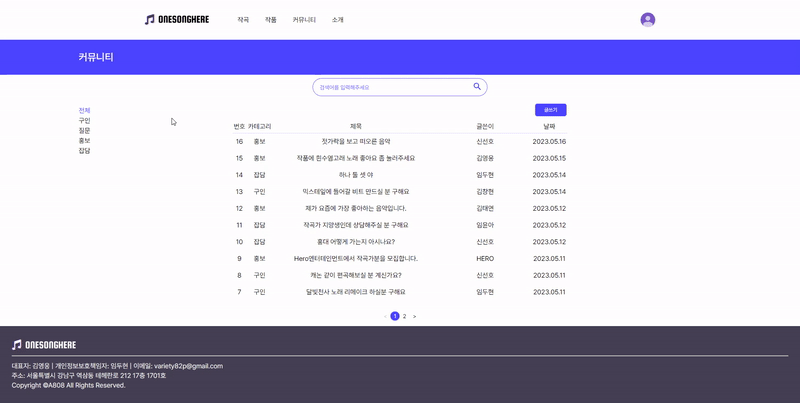 ONESONGHERE 작곡 작품 커뮤니티 소개
커뮤니티
검색어를 입력해주세요
전체
구인
질문
홍보
잡담
글쓰기
번호 카테고리 제목 글쓴이 날짜
16 홍보 젓가락을 보고 떠오른 음악 신선호 2023.05.16
15 홍보 작품에 흰수염고래 노래 좋아요 좀 눌러주세요 김영웅 2023.05.15
14 잡담 하나 둘 셋 야 임두현 2023.05.14
13 구인 믹스테잎에 들어갈 비트 만드실 분 구해요 김창현 2023.05.14
12 홍보 제가 요즘에 가장 좋아하는 음악입니다. 김태연 2023.05.12
11 잡담 작곡가 지망생인데 상담해주실 분 구해요 임윤아 2023.05.12
10 잡담 홍대 어떻게 가는지 아시나요? 신선호 2023.05.12
9 홍보 Hero엔터테인먼트에서 작곡가분을 모집합니다. HERO 2023.05.11
8 구인 캐논 같이 편곡해보실 분 계신가요? 신선호 2023.05.11
7 구인 달빛천사 노래 리메이크 하실분 구해요 임두현 2023.05.11
< 1 2 >
ONESONGHERE
대표자: 김영웅 | 개인정보보호책임자: 임두현 | 이메일: variety82p@gmail.com
주소: 서울특별시 강남구 역삼동 테헤란로 212 17층 1701호
Copyright ©A808 All Rights Reserved.